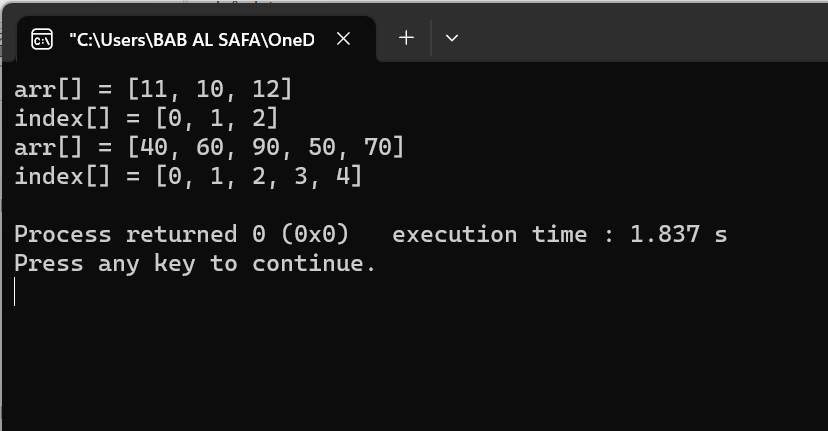 "C:\Users\BAB AL SAFA\OneD
arr[] = [11, 10, 12]
index[] = [0, 1, 2]
arr[] = [40, 60, 90, 50, 70]
index[] = [0, 1, 2, 3, 4]
Process returned 0 (0x0)   execution time : 1.837 s
Press any key to continue.